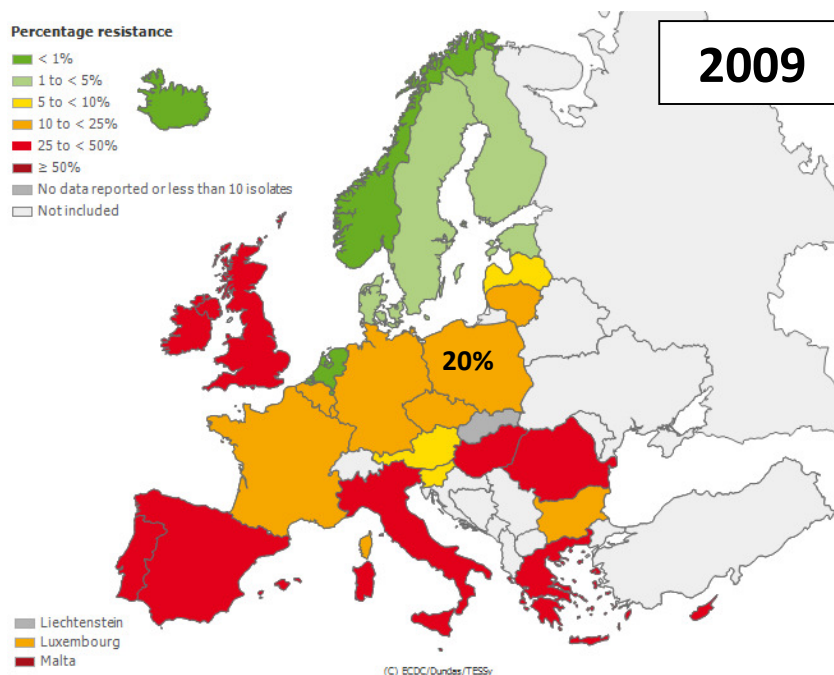 Percentage resistance
2009
< 1%
1 to < 5%
5 to < 10%
10 to < 25%
25 to < 50%
≥ 50%
No data reported or less than 10 isolates
Not included
20%
Liechtenstein
Luxembourg
Malta
(C) ECDC/Dundas/TESSy